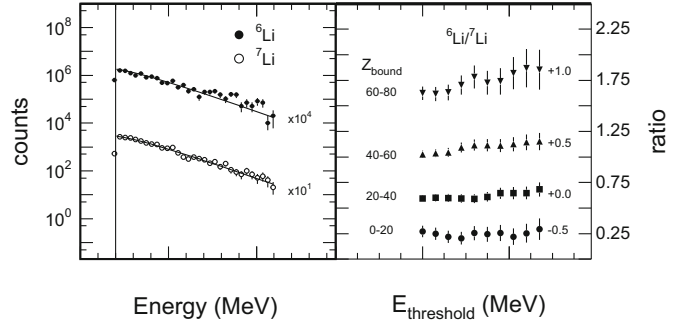 10^8
10^6
10^4
10^2
10^0
counts
^6Li
^7Li
x10^4
x10^1
Energy (MeV)
^6Li/^7Li
Z_bound
60-80
+1.0
40-60
+0.5
20-40
+0.0
0-20
-0.5
2.25
1.75
1.25
0.75
0.25
ratio
E_threshold (MeV)